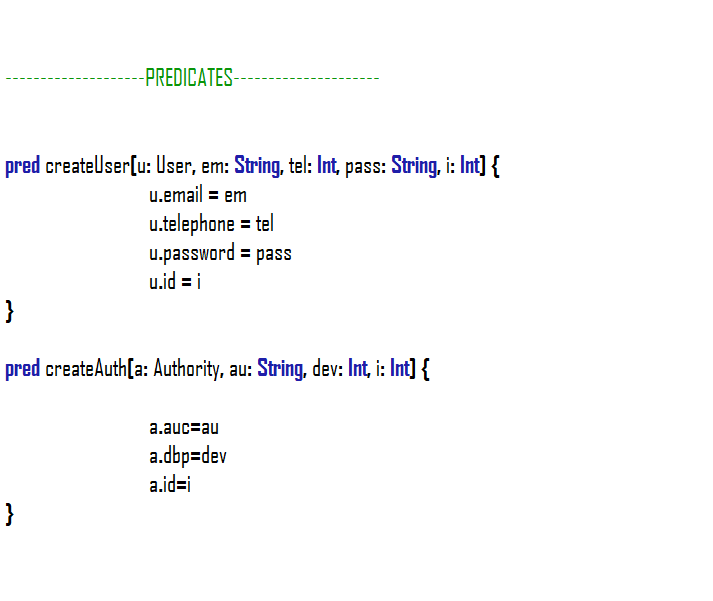 --------------------PREDICATES---------------------
pred createUser[u: User, em: String, tel: Int, pass: String, i: Int] {
u.email = em
u.telephone = tel
u.password = pass
u.id = i
}
pred createAuth[a: Authority, au: String, dev: Int, i: Int] {
a.auc=au
a.dbp=dev
a.id=i
}